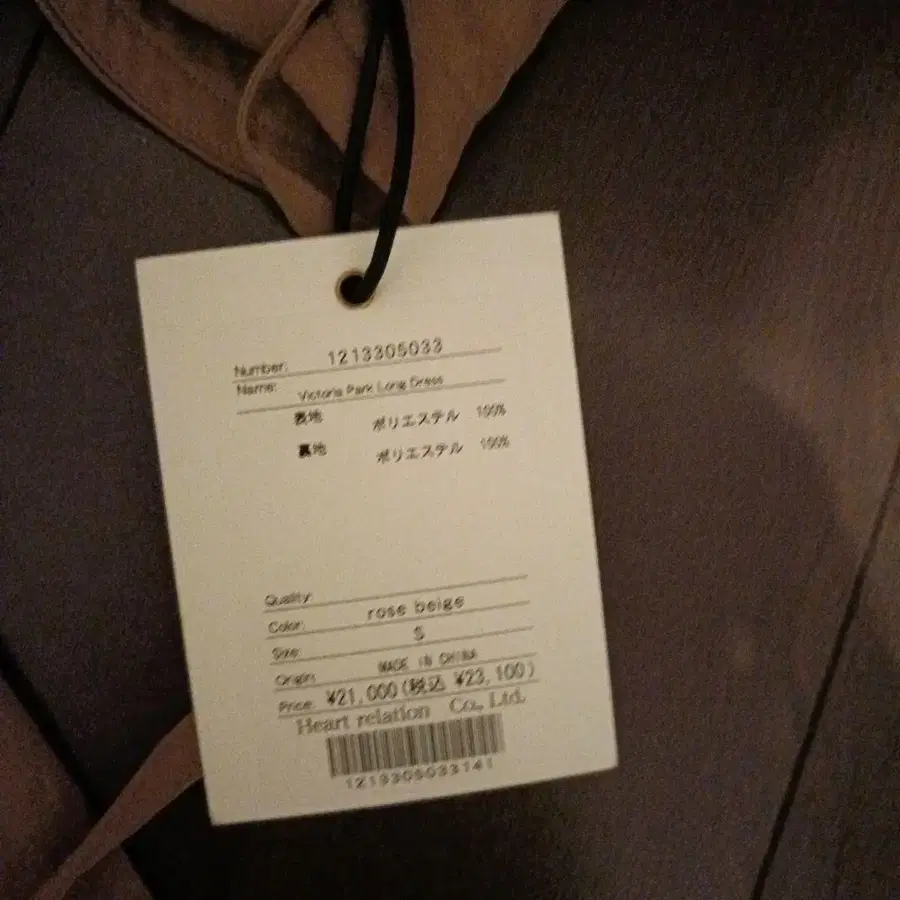 Number: 1213305033
Name: Victoria Park Long Dress
表地 ポリエステル 100%
裏地 ポリエステル 100%
Quality:
Color: rose beige
Size: S
Origin: MADE IN CHINA
Price: ¥21,000(税込 ¥23,100)
Heart relation Co., Ltd.
1213305033141